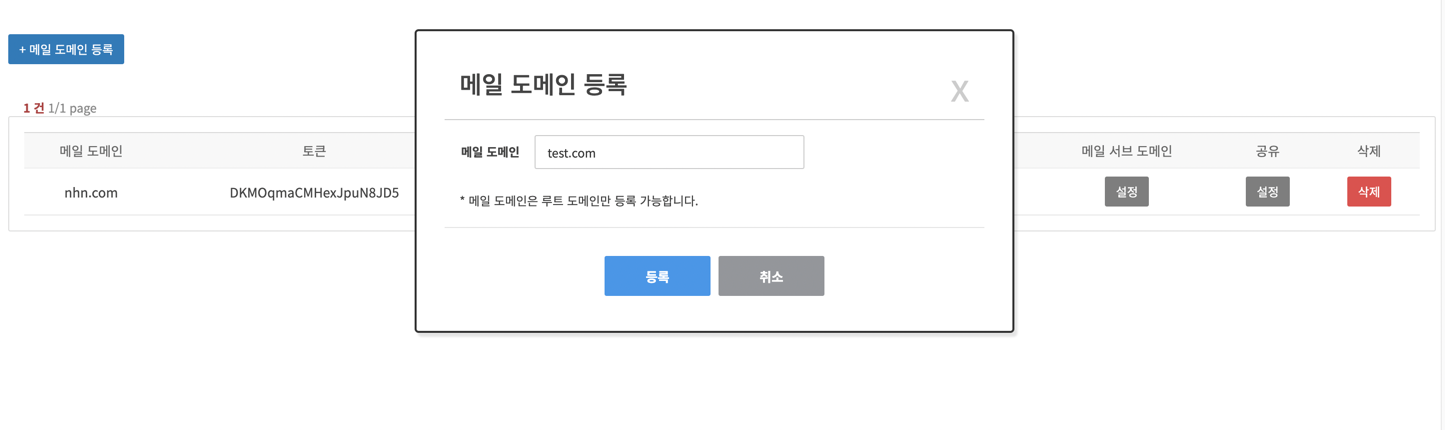 + 메일 도메인 등록
1 건 1/1 page
메일 도메인 토큰 메일 서브 도메인 공유 삭제
nhn.com DKMOqmaCMHexJpuN8JD5 설정 설정 삭제
메일 도메인 등록 X
메일 도메인 test.com
* 메일 도메인은 루트 도메인만 등록 가능합니다.
등록 취소